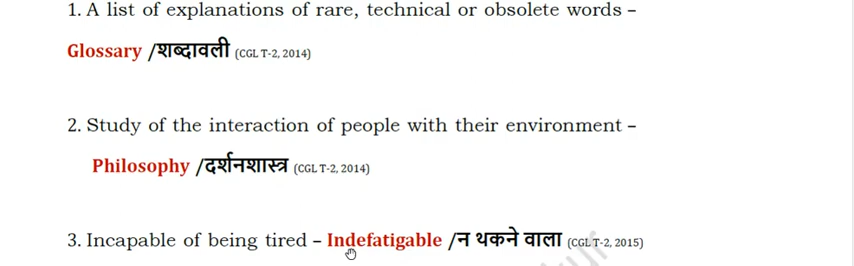 1. A list of explanations of rare, technical or obsolete words –
Glossary /शब्दावली (CGL T-2, 2014)
2. Study of the interaction of people with their environment –
Philosophy /दर्शनशास्त्र (CGL T-2, 2014)
3. Incapable of being tired – Indefatigable /न थकने वाला (CGL T-2, 2015)